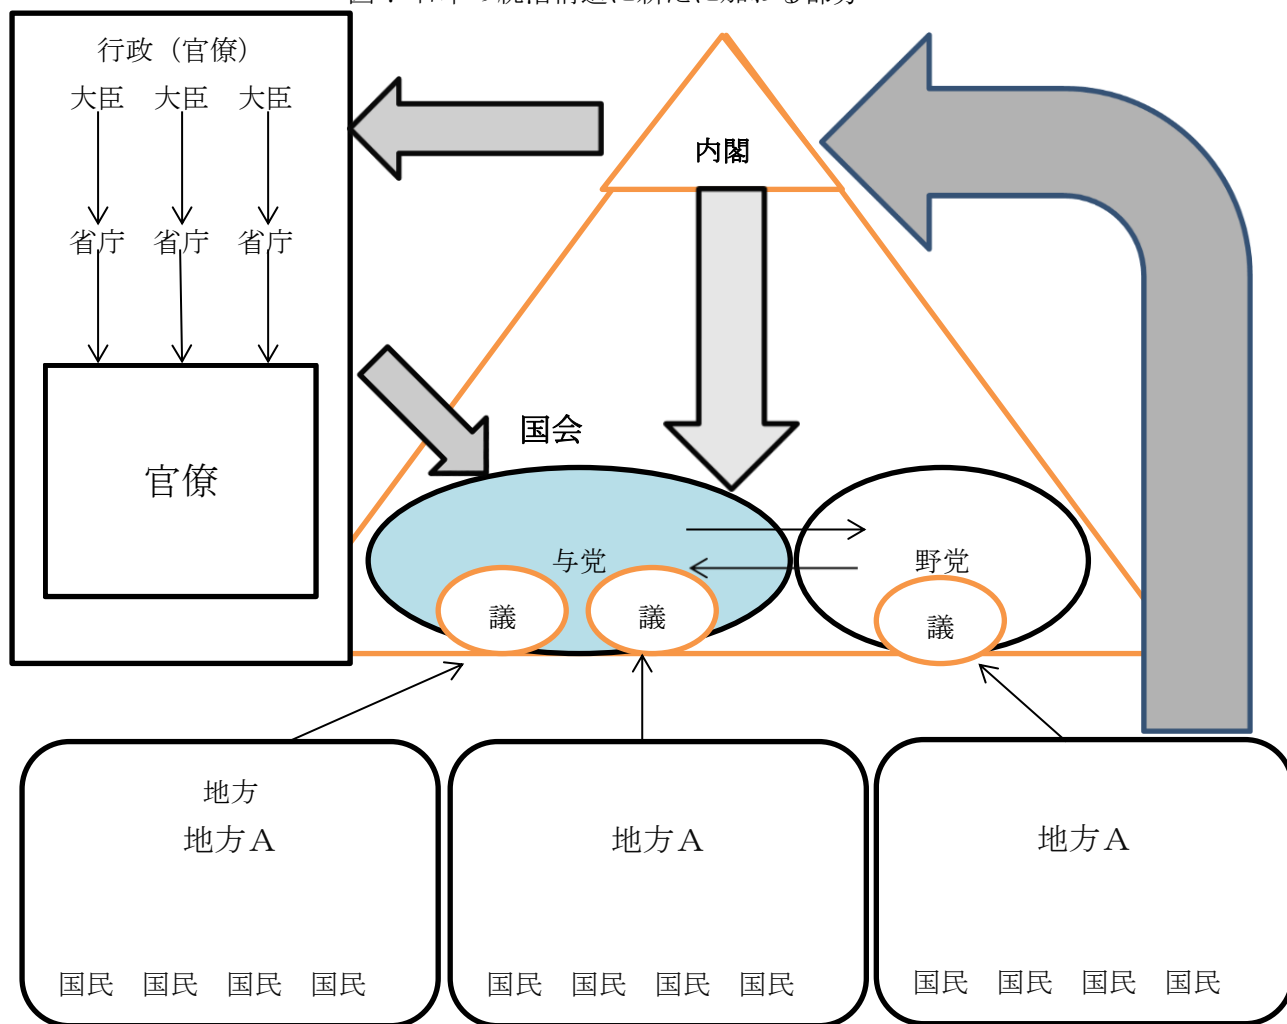 行政（官僚）
大臣 大臣 大臣
内閣
省庁 省庁 省庁
国会
官僚
与党
野党
議 議 議
地方
地方Ａ 地方Ａ 地方Ａ
国民 国民 国民 国民 国民 国民 国民 国民 国民 国民 国民 国民